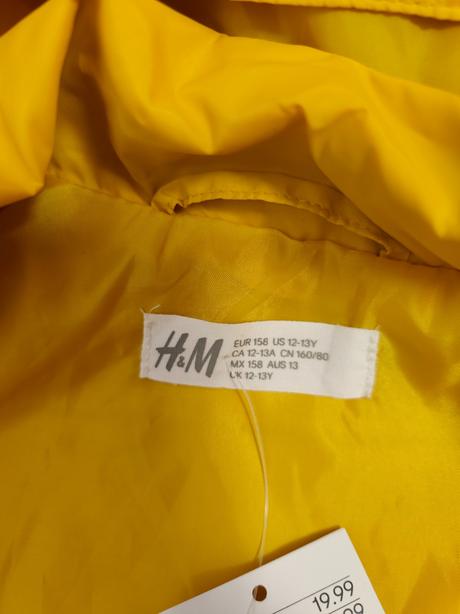 H&M
EUR 158 US 12-13Y
CA 12-13A CN 160/80
MX 158 AUS 13
UK 12-13Y
19.99